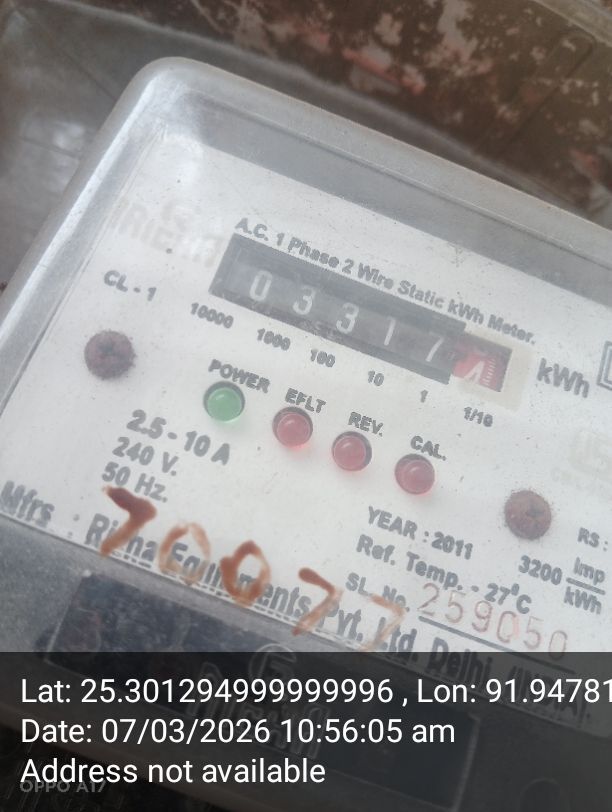 A.C. 1 Phase 2 Wire Static kWh Meter.
CL - 1
0 3 3 1 7
kWh
10000 1000 100 10 1 1/10
POWER EFLT REV. CAL.
2.5 - 10 A
240 V.
50 Hz.
YEAR : 2011
Ref. Temp. - 27°C
RS :
3200 Imp/kWh
SL. No. 259050
Mfrs : Equipments Pvt. Ltd. Delhi
70077
Lat: 25.301294999999996 , Lon: 91.94781
Date: 07/03/2026 10:56:05 am
Address not available
OPPO A17